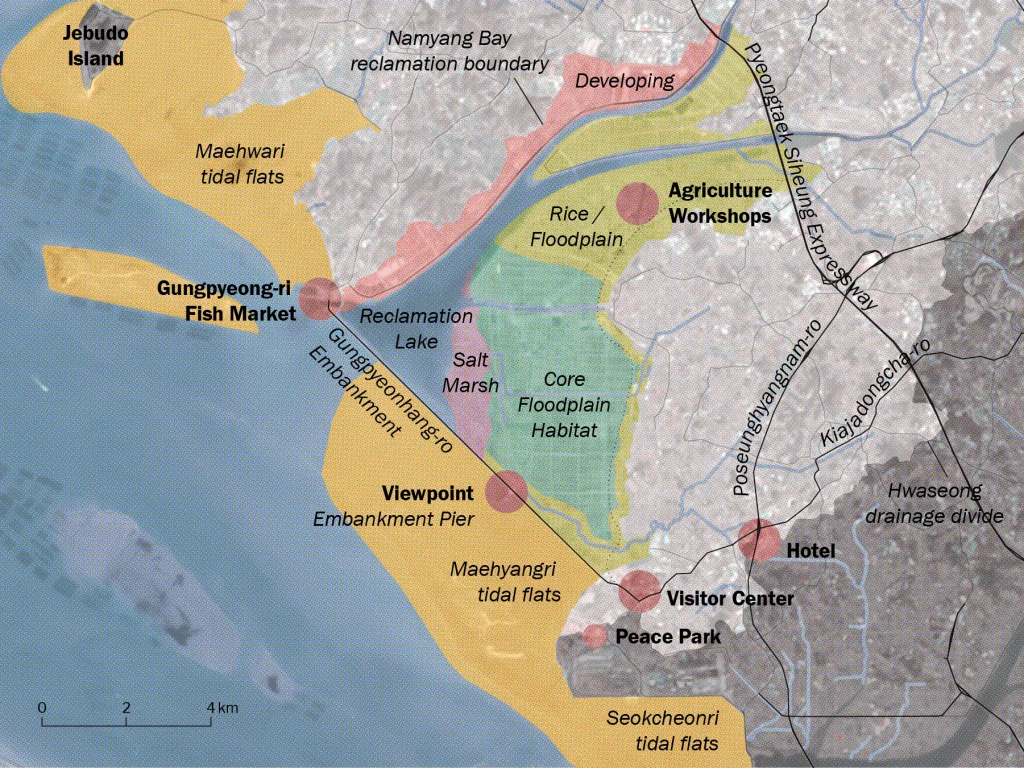 Jebudo
Island
Namyang Bay
reclamation boundary
Developing
Pyeongtaek Siheung Expressway
Maehwari
tidal flats
Agriculture
Workshops
Rice /
Floodplain
Gungpyeong-ri
Fish Market
Reclamation
Lake
Gungpyeonhang-ro
Embankment
Salt
Marsh
Core
Floodplain
Habitat
Poseunghyangnam-ro
Kiajadongcha-ro
Viewpoint
Embankment Pier
Hwaseong
drainage divide
Hotel
Maehyangri
tidal flats
Visitor Center
Peace Park
0 2 4 km
Seokcheonri
tidal flats